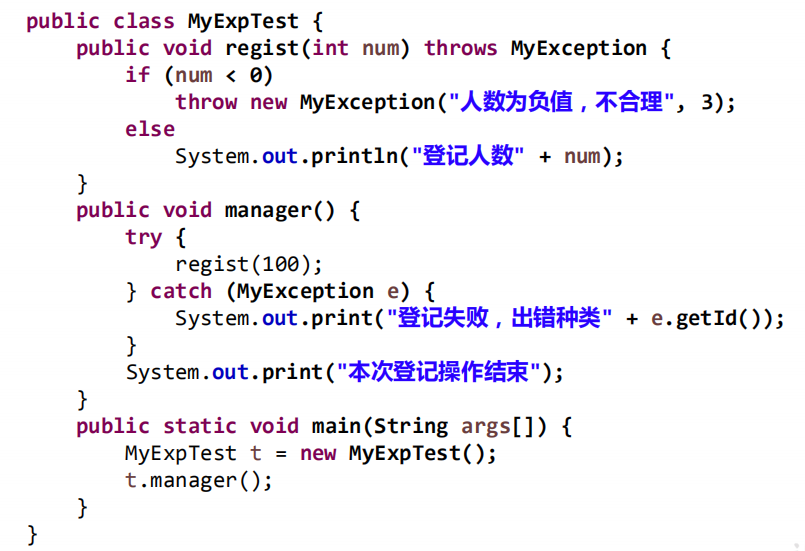 public class MyExpTest {
    public void regist(int num) throws MyException {
        if (num < 0)
            throw new MyException("人数为负值，不合理", 3);
        else
            System.out.println("登记人数" + num);
    }
    public void manager() {
        try {
            regist(100);
        } catch (MyException e) {
            System.out.print("登记失败，出错种类" + e.getId());
        }
        System.out.print("本次登记操作结束");
    }
    public static void main(String args[]) {
        MyExpTest t = new MyExpTest();
        t.manager();
    }
}